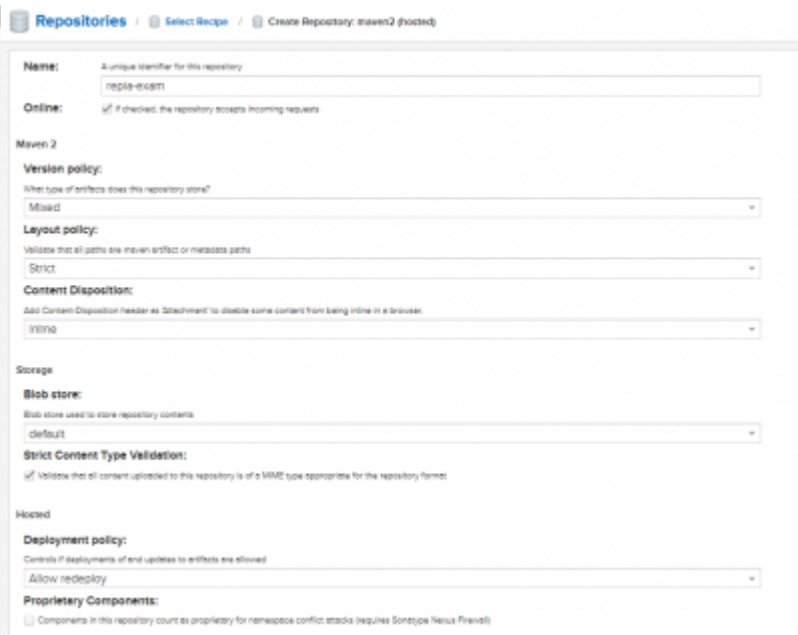 Repositories / Select Recipe / Create Repository: maven2 (hosted)
Name: A unique identifier for this repository
repla-exam
Online: If checked, the repository accepts incoming requests
Maven 2
Version policy:
What type of artifacts does this repository store?
Mixed
Layout policy:
Validate that all paths are maven artifact or metadata paths
Strict
Content Disposition:
Add Content-Disposition header as 'Attachment' to disable some content from being inline in a browser.
Inline
Storage
Blob store:
Blob store used to store repository contents
default
Strict Content Type Validation:
Validate that all content uploaded to this repository is of a MIME type appropriate for the repository format
Hosted
Deployment policy:
Controls if deployments of and updates to artifacts are allowed
Allow redeploy
Proprietary Components:
Components in this repository count as proprietary for namespace conflict attacks (requires Sonatype Nexus Firewall)